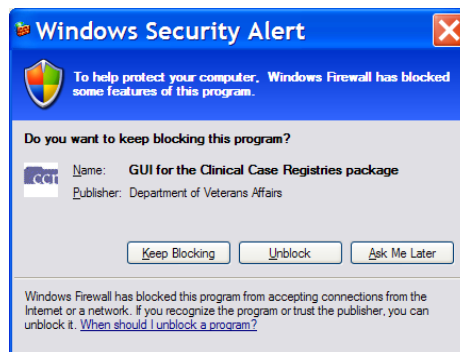 Windows Security Alert
To help protect your computer, Windows Firewall has blocked
some features of this program.
Do you want to keep blocking this program?
ccr
Name: GUI for the Clinical Case Registries package
Publisher: Department of Veterans Affairs
Keep Blocking
Unblock
Ask Me Later
Windows Firewall has blocked this program from accepting connections from the
Internet or a network. If you recognize the program or trust the publisher, you can
unblock it. When should I unblock a program?